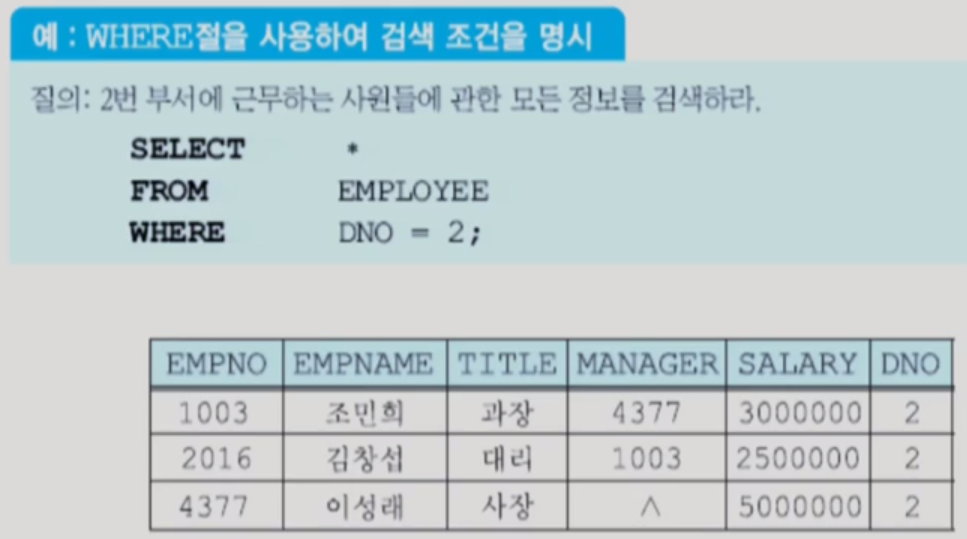 예 : WHERE절을 사용하여 검색 조건을 명시
질의: 2번 부서에 근무하는 사원들에 관한 모든 정보를 검색하라.
SELECT *
FROM EMPLOYEE
WHERE DNO = 2;
EMPNO EMPNAME TITLE MANAGER SALARY DNO
1003 조민희 과장 4377 3000000 2
2016 김창섭 대리 1003 2500000 2
4377 이성래 사장 ∧ 5000000 2